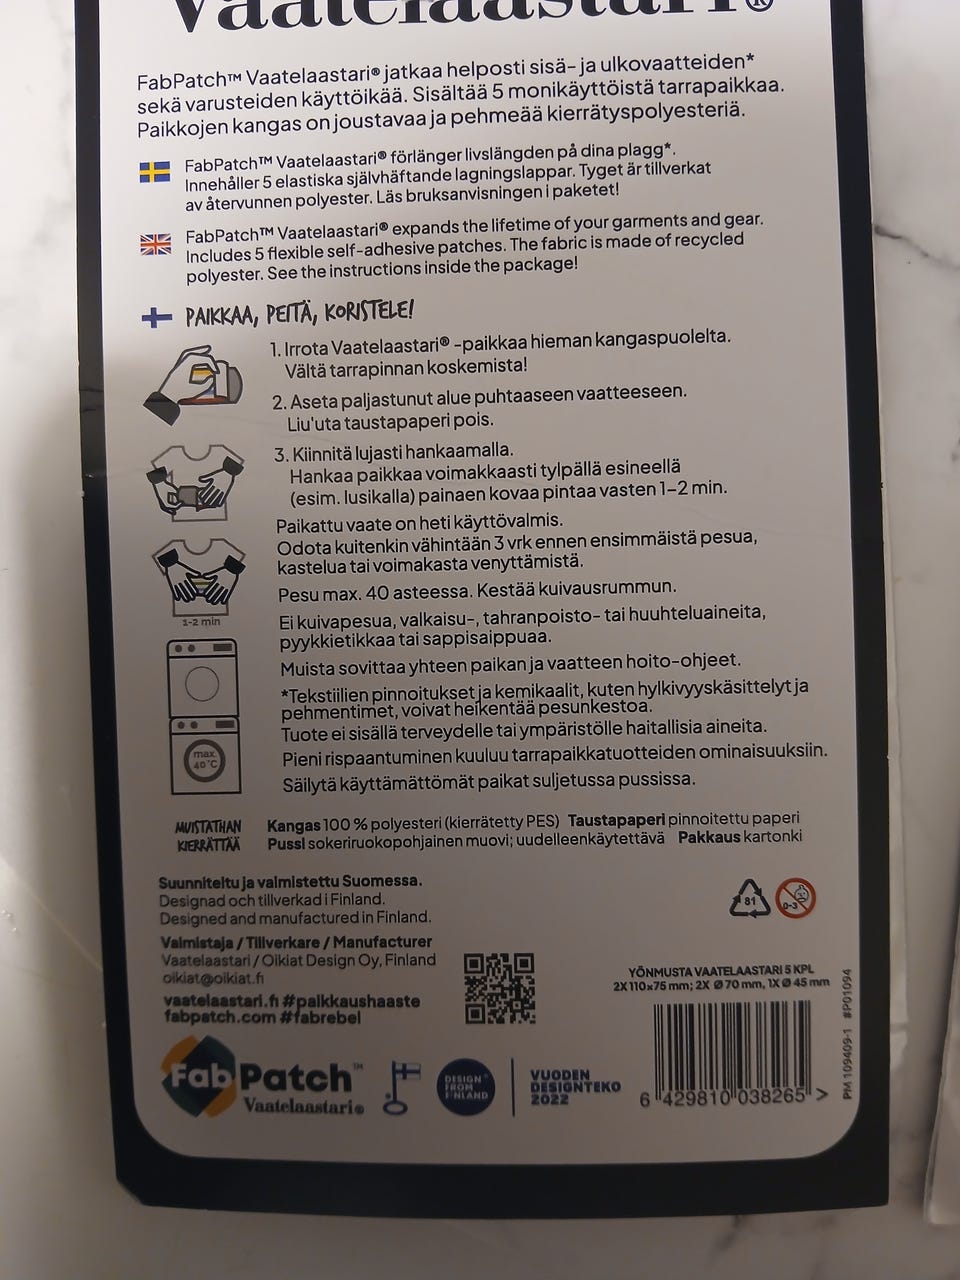 Vaatelaastari®
FabPatch™ Vaatelaastari® jatkaa helposti sisä- ja ulkovaatteiden*
sekä varusteiden käyttöikää. Sisältää 5 monikäyttöistä tarrapaikkaa.
Paikkojen kangas on joustavaa ja pehmeää kierrätyspolyesteriä.
FabPatch™ Vaatelaastari® förlänger livslängden på dina plagg*.
Innehåller 5 elastiska självhäftande lagningslappar. Tyget är tillverkat
av återvunnen polyester. Läs bruksanvisningen i paketet!
FabPatch™ Vaatelaastari® expands the lifetime of your garments and gear.
Includes 5 flexible self-adhesive patches. The fabric is made of recycled
polyester. See the instructions inside the package!
PAIKKAA, PEITÄ, KORISTELE!
1. Irrota Vaatelaastari® -paikkaa hieman kangaspuolelta.
Vältä tarrapinnan koskemista!
2. Aseta paljastunut alue puhtaaseen vaatteeseen.
Liu'uta taustapaperi pois.
3. Kiinnitä lujasti hankaamalla.
Hankaa paikkaa voimakkaasti tylpällä esineellä
(esim. lusikalla) painaen kovaa pintaa vasten 1–2 min.
Paikattu vaate on heti käyttövalmis.
Odota kuitenkin vähintään 3 vrk ennen ensimmäistä pesua,
kastelua tai voimakasta venyttämistä.
1-2 min
Pesu max. 40 asteessa. Kestää kuivausrummun.
Ei kuivapesua, valkaisu-, tahranpoisto- tai huuhteluaineita,
pyykkietikkaa tai sappisaippuaa.
Muista sovittaa yhteen paikan ja vaatteen hoito-ohjeet.
*Tekstiilien pinnoitukset ja kemikaalit, kuten hylkivyyskäsittelyt ja
pehmentimet, voivat heikentää pesunkestoa.
Tuote ei sisällä terveydelle tai ympäristölle haitallisia aineita.
max.
40°C
Pieni rispaantuminen kuuluu tarrapaikkatuotteiden ominaisuuksiin.
Säilytä käyttämättömät paikat suljetussa pussissa.
MUISTATHAN
KIERRÄTTÄÄ
Kangas 100 % polyesteri (kierrätetty PES) Taustapaperi pinnoitettu paperi
Pussi sokeriruokopohjainen muovi; uudelleenkäytettävä Pakkaus kartonki
Suunniteltu ja valmistettu Suomessa.
Designad och tillverkad i Finland.
Designed and manufactured in Finland.
81
0-3
Valmistaja / Tillverkare / Manufacturer
Vaatelaastari / Oikiat Design Oy, Finland
oikiat@oikiat.fi
vaatelaastari.fi #paikkaushaaste
fabpatch.com #fabrebel
YÖNMUSTA VAATELAASTARI 5 KPL
2X 110x75 mm; 2X Ø 70 mm, 1X Ø 45 mm
PM 109409-1 #P01094
FabPatch™
Vaatelaastari®
DESIGN
FROM
FINLAND
VUODEN
DESIGNTEKO
2022
6 429810 038265 >